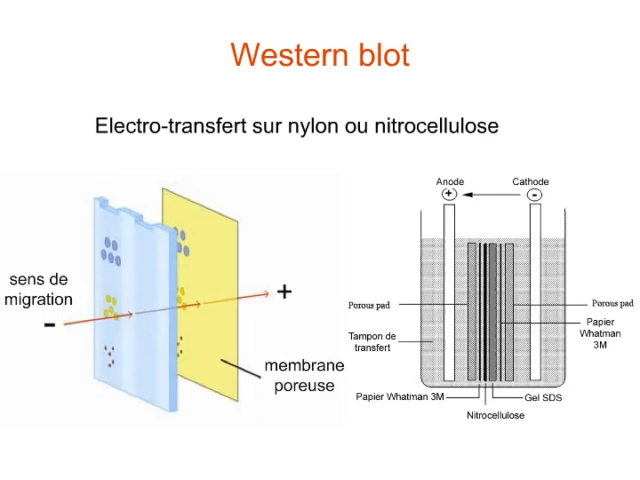 Western blot
Electro-transfert sur nylon ou nitrocellulose
sens de
migration
-
+
membrane
poreuse
Anode
Cathode
+
-
Porous pad
Porous pad
Tampon de
transfert
Papier
Whatman
3M
Papier Whatman 3M
Gel SDS
Nitrocellulose